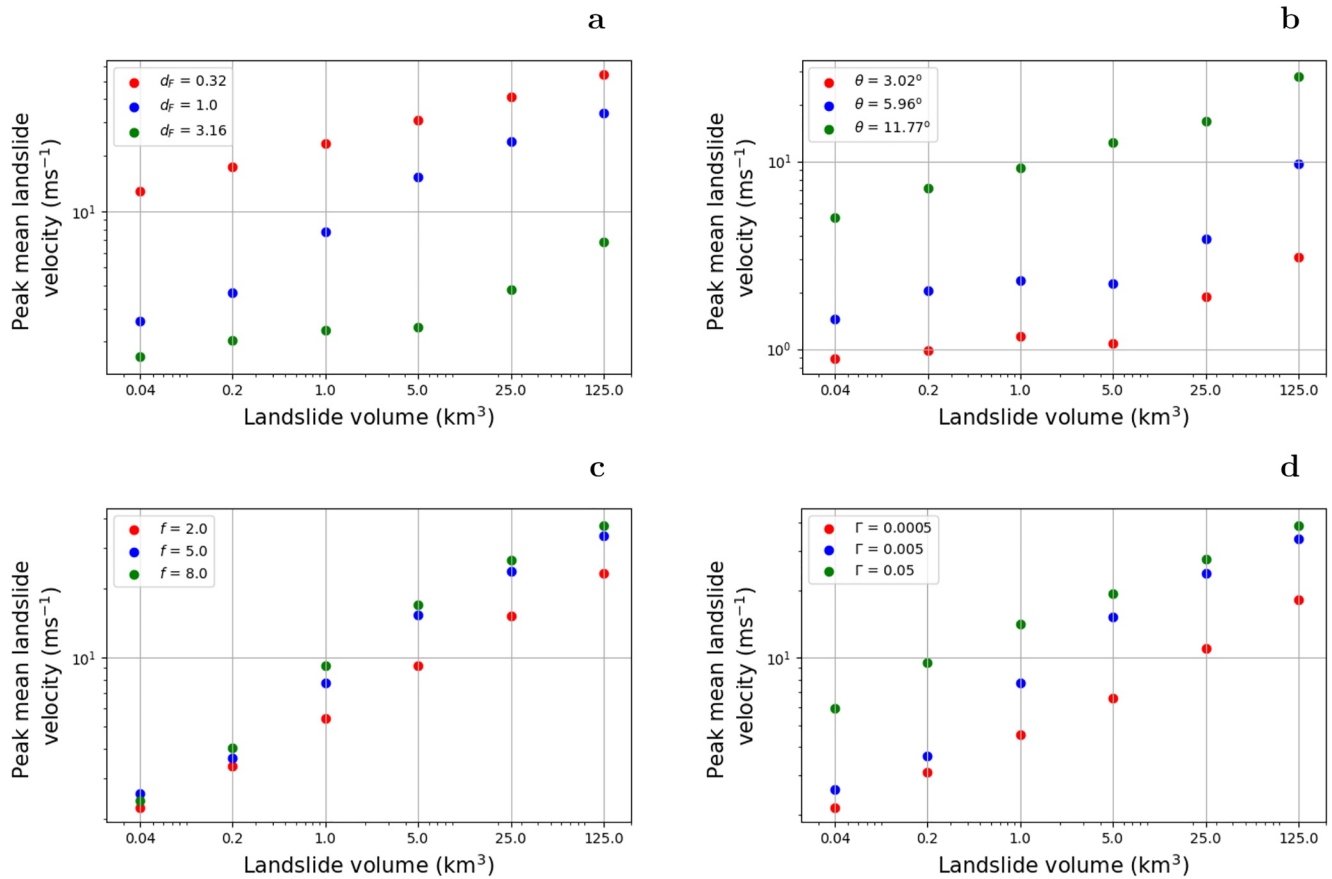 a
d_F = 0.32
d_F = 1.0
d_F = 3.16
10¹
Peak mean landslide
velocity (ms⁻¹)
0.04 0.2 1.0 5.0 25.0 125.0
Landslide volume (km³)
b
θ = 3.02⁰
θ = 5.96⁰
θ = 11.77⁰
10¹
10⁰
Peak mean landslide
velocity (ms⁻¹)
0.04 0.2 1.0 5.0 25.0 125.0
Landslide volume (km³)
c
f = 2.0
f = 5.0
f = 8.0
10¹
Peak mean landslide
velocity (ms⁻¹)
0.04 0.2 1.0 5.0 25.0 125.0
Landslide volume (km³)
d
Γ = 0.0005
Γ = 0.005
Γ = 0.05
10¹
Peak mean landslide
velocity (ms⁻¹)
0.04 0.2 1.0 5.0 25.0 125.0
Landslide volume (km³)